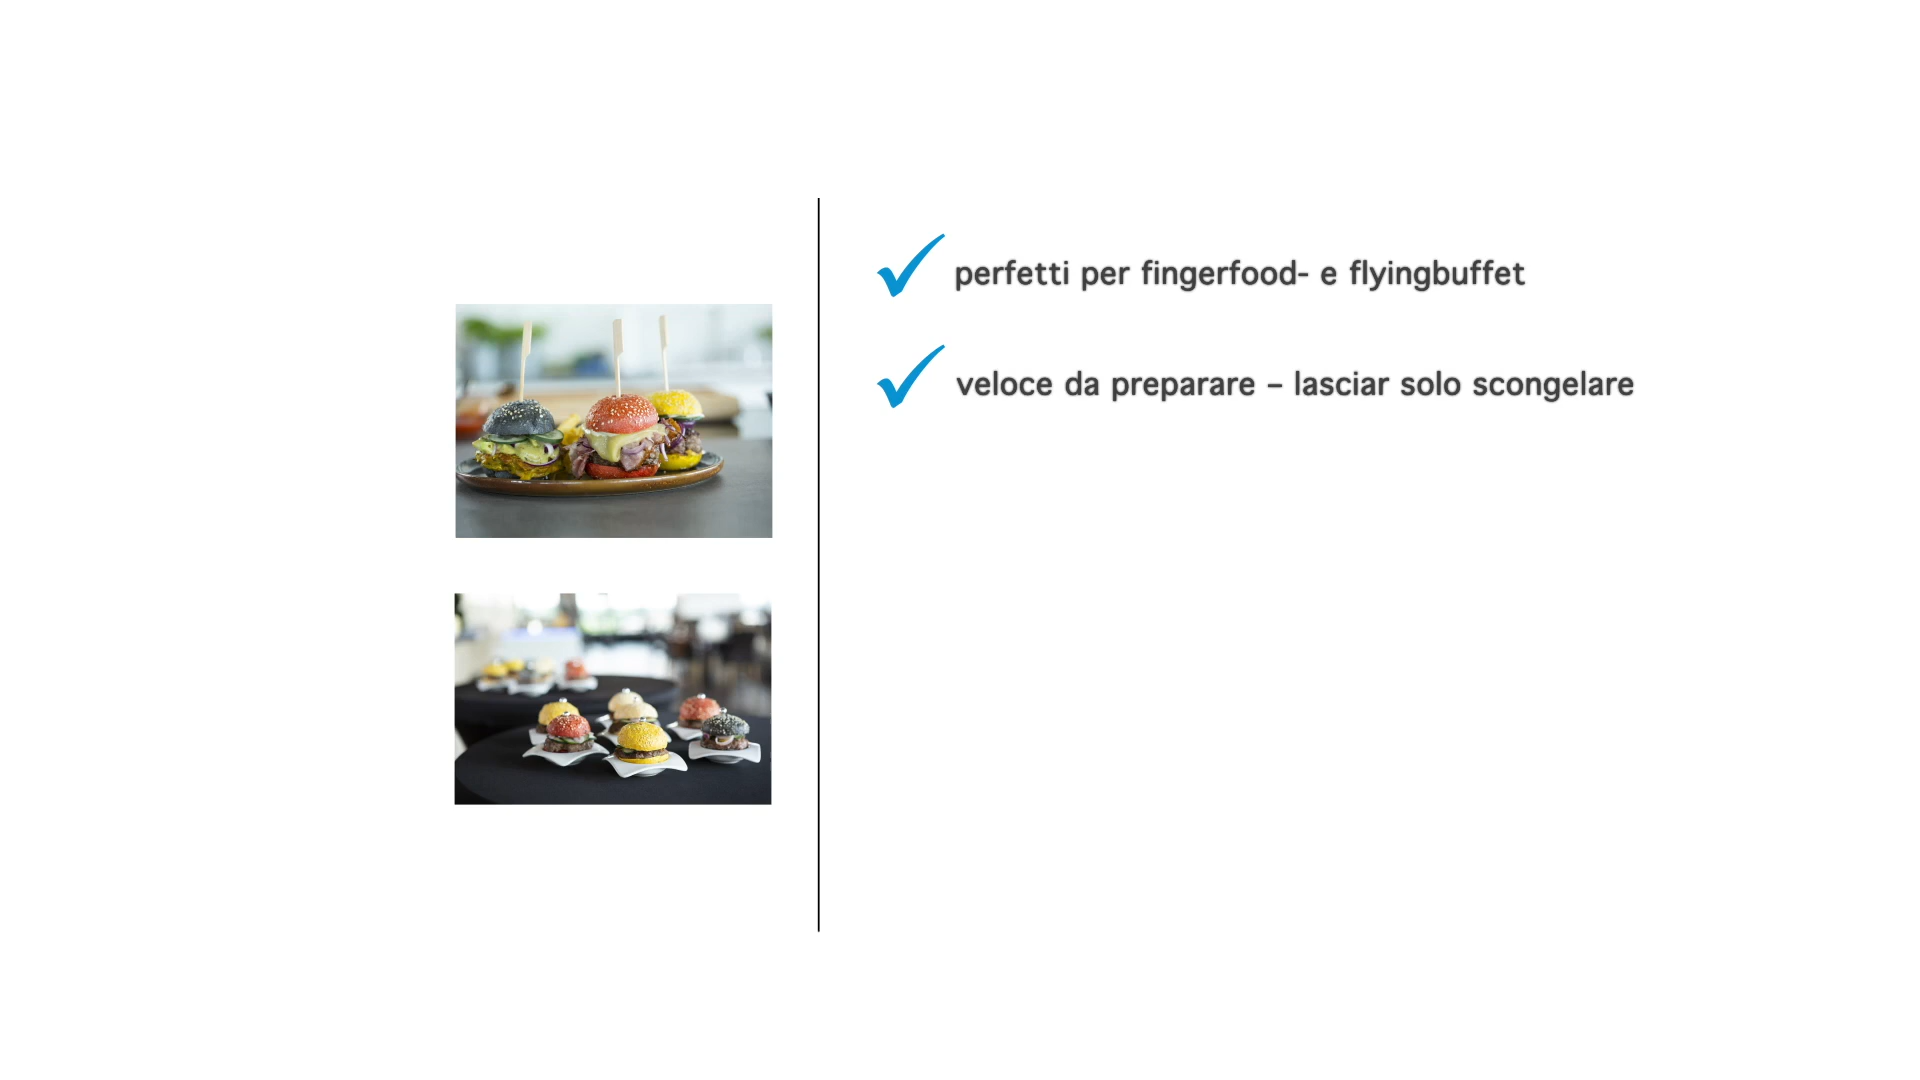 perfetti per fingerfood- e flyingbuffet
veloce da preparare – lasciar solo scongelare